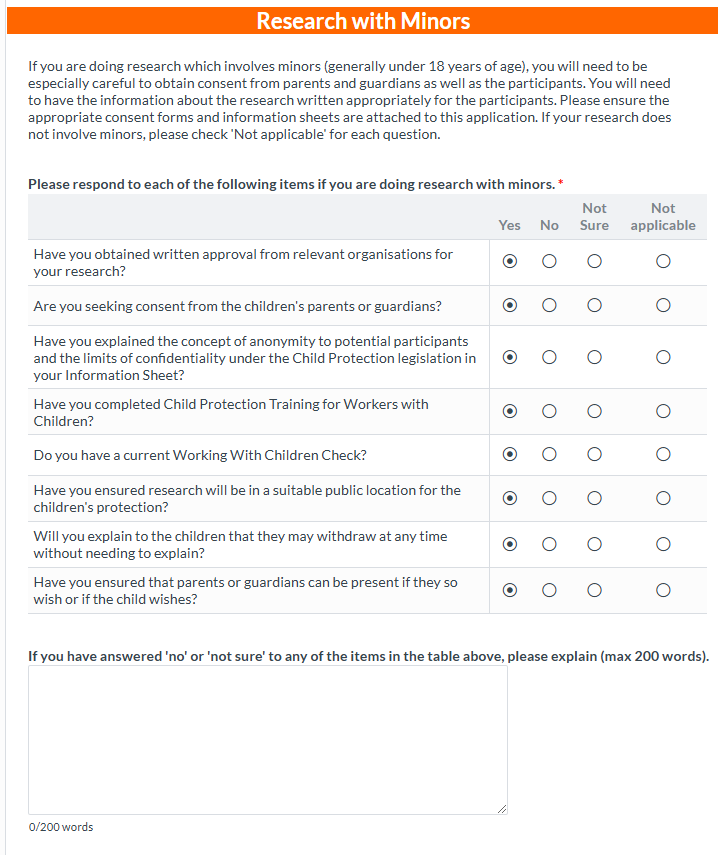 Research with Minors
If you are doing research which involves minors (generally under 18 years of age), you will need to be
especially careful to obtain consent from parents and guardians as well as the participants. You will need
to have the information about the research written appropriately for the participants. Please ensure the
appropriate consent forms and information sheets are attached to this application. If your research does
not involve minors, please check 'Not applicable' for each question.
Please respond to each of the following items if you are doing research with minors. *
Yes No Not Sure Not applicable
Have you obtained written approval from relevant organisations for
your research?
Are you seeking consent from the children's parents or guardians?
Have you explained the concept of anonymity to potential participants
and the limits of confidentiality under the Child Protection legislation in
your Information Sheet?
Have you completed Child Protection Training for Workers with
Children?
Do you have a current Working With Children Check?
Have you ensured research will be in a suitable public location for the
children's protection?
Will you explain to the children that they may withdraw at any time
without needing to explain?
Have you ensured that parents or guardians can be present if they so
wish or if the child wishes?
If you have answered 'no' or 'not sure' to any of the items in the table above, please explain (max 200 words).
0/200 words